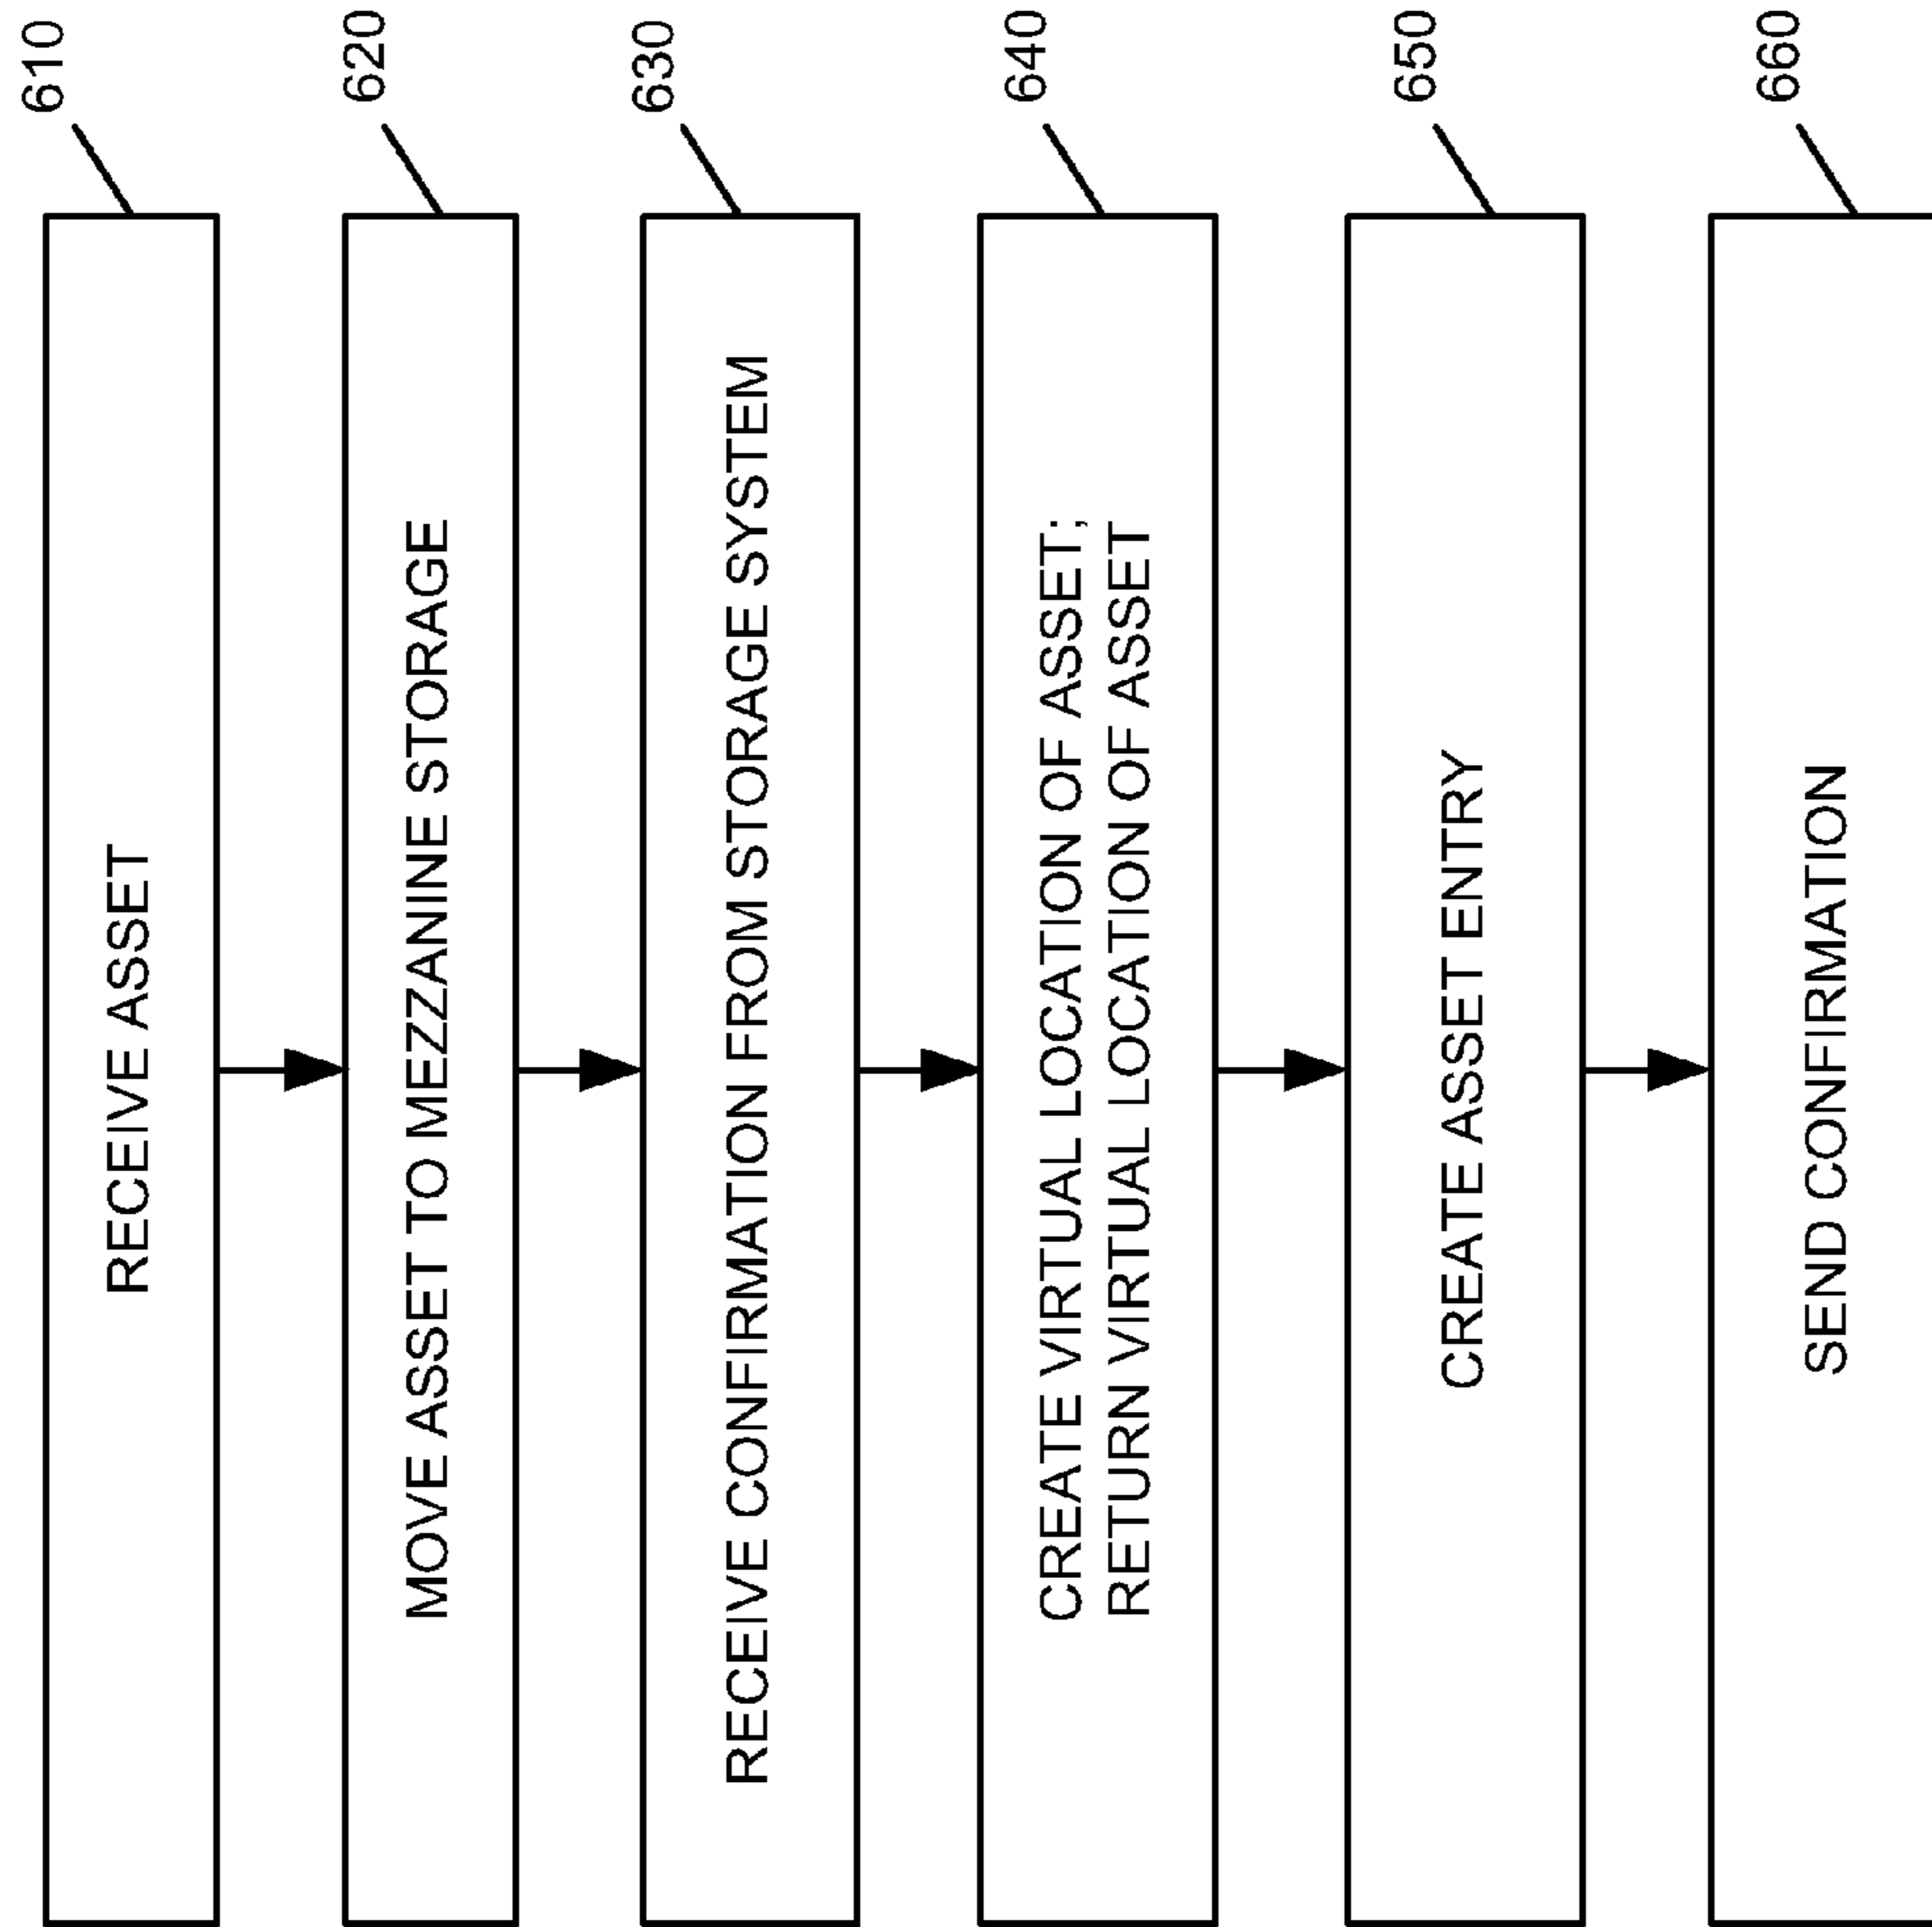 610
RECEIVE ASSET
620
MOVE ASSET TO MEZZANINE STORAGE
630
RECEIVE CONFIRMATION FROM STORAGE SYSTEM
640
CREATE VIRTUAL LOCATION OF ASSET;
RETURN VIRTUAL LOCATION OF ASSET
650
CREATE ASSET ENTRY
660
SEND CONFIRMATION